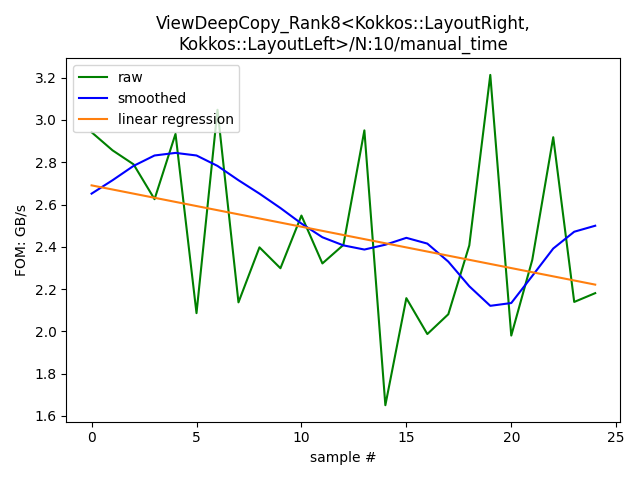 ViewDeepCopy_Rank8<Kokkos::LayoutRight,
Kokkos::LayoutLeft>/N:10/manual_time
raw
smoothed
linear regression
FOM: GB/s
3.2
3.0
2.8
2.6
2.4
2.2
2.0
1.8
1.6
0
5
10
15
20
25
sample #